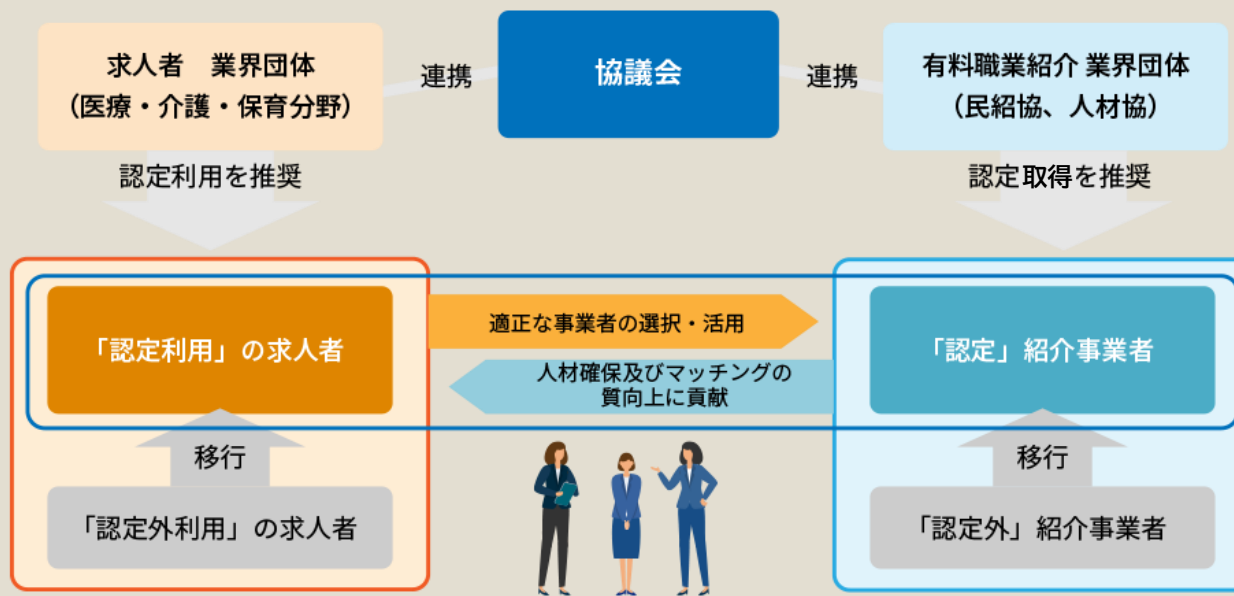 求人者　業界団体
（医療・介護・保育分野）
連携
協議会
連携
有料職業紹介 業界団体
（民紹協、人材協）
認定利用を推奨
認定取得を推奨
「認定利用」の求人者
適正な事業者の選択・活用
人材確保及びマッチングの
質向上に貢献
「認定」紹介事業者
移行
移行
「認定外利用」の求人者
「認定外」紹介事業者